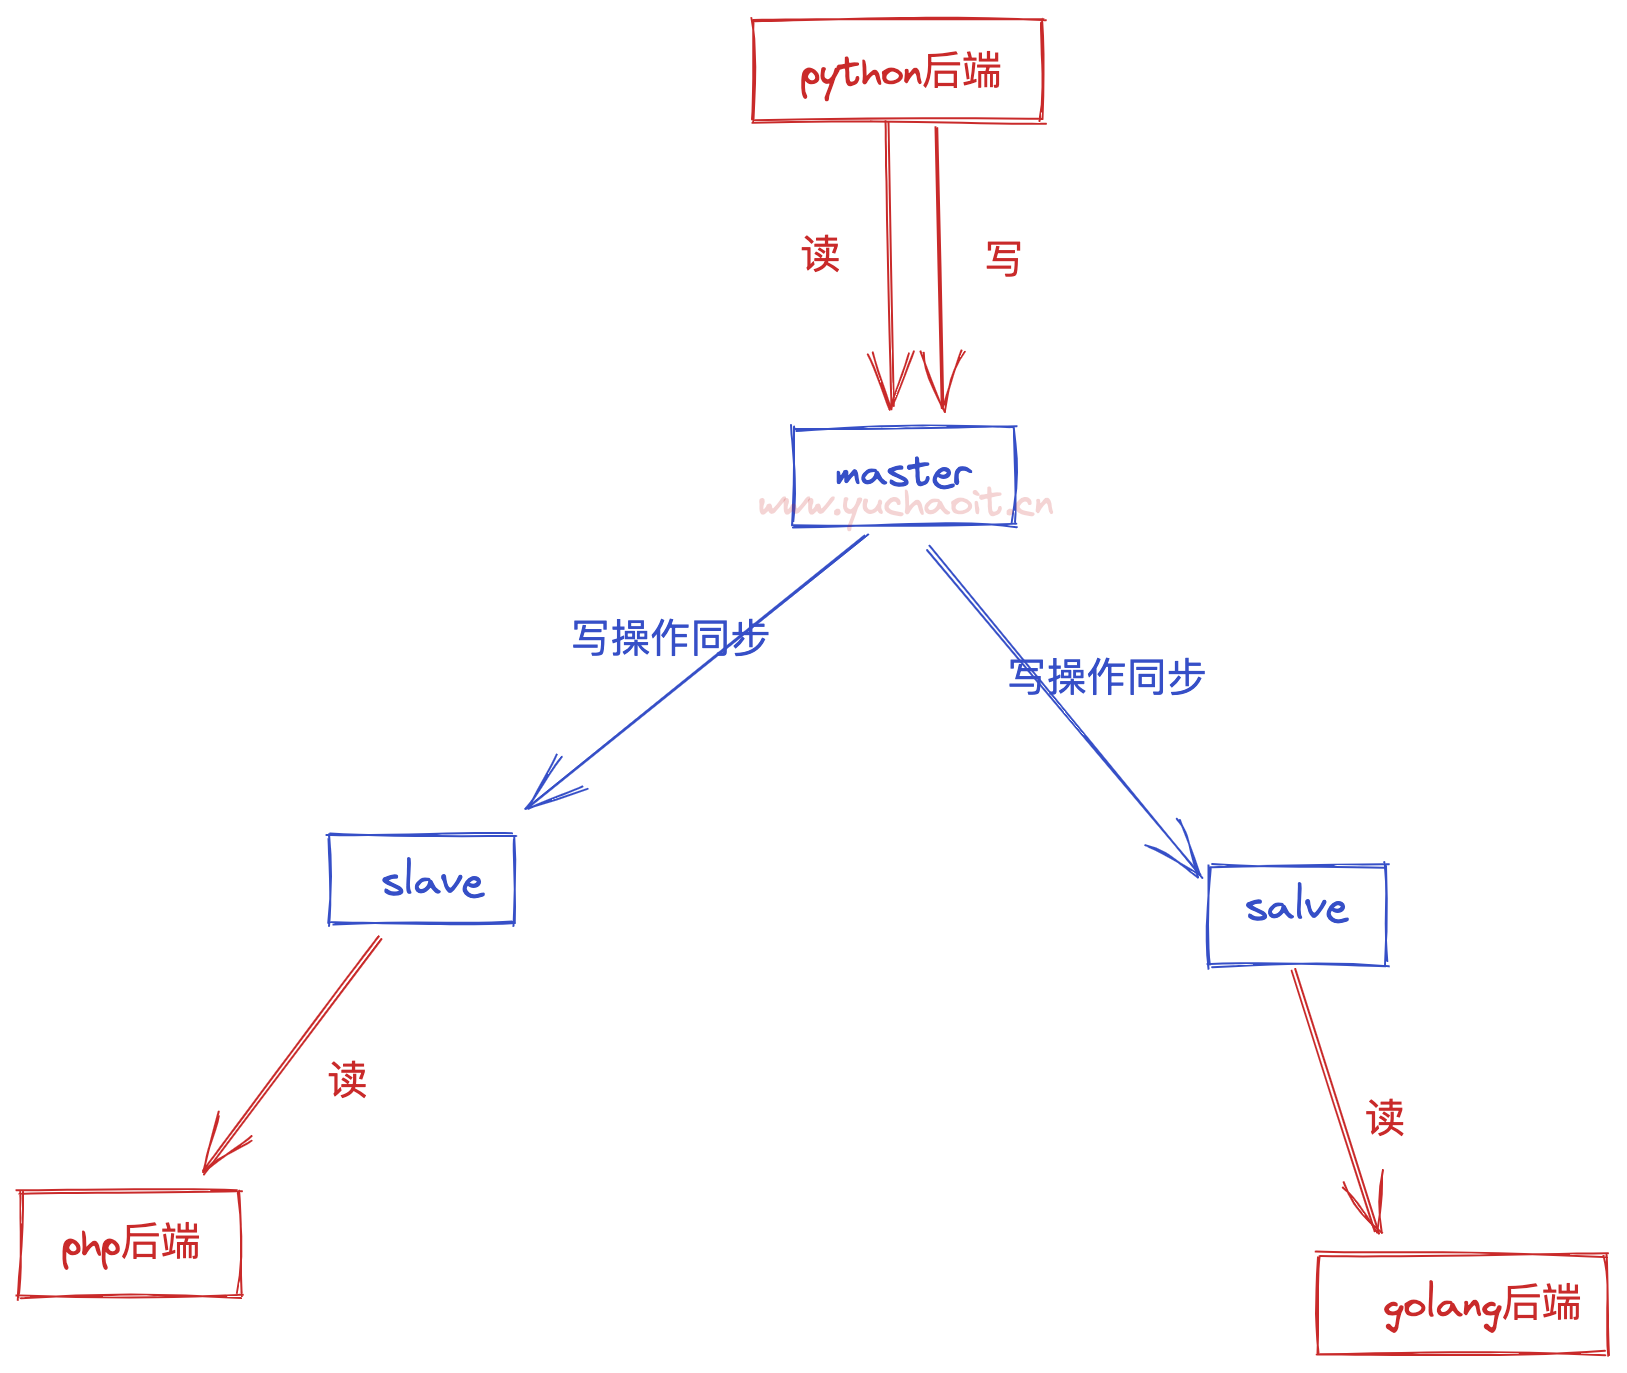 python后端
读
写
master
www.yuchaoit.cn
写操作同步
写操作同步
slave
salve
读
读
php后端
golang后端